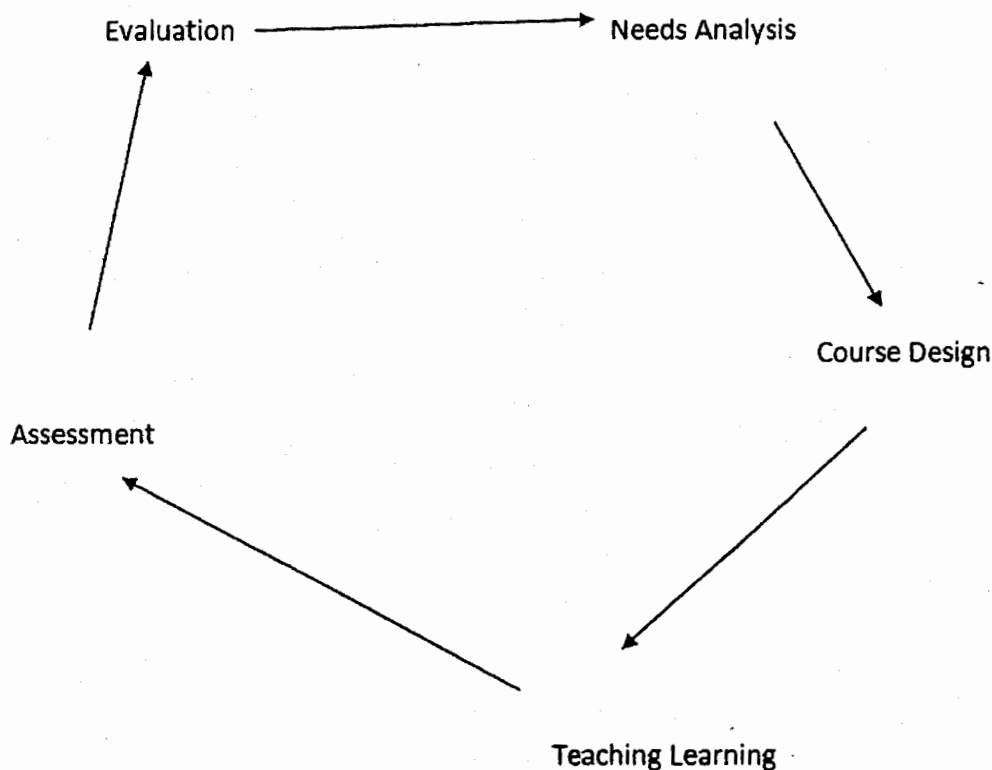 Evaluation
Needs Analysis
Course Design
Assessment
Teaching Learning